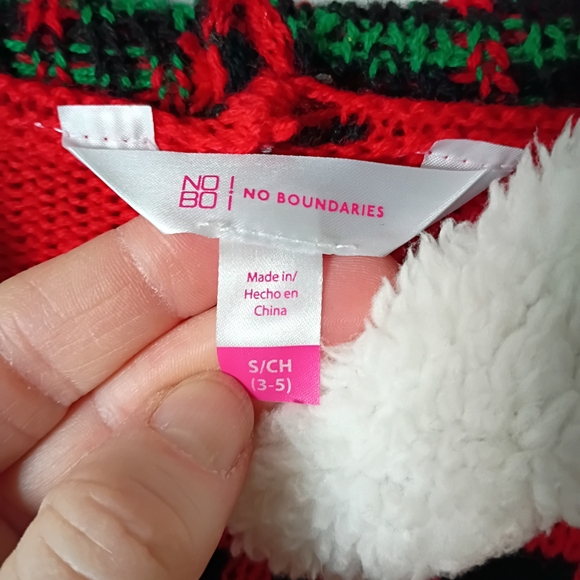 NO
BO
NO BOUNDARIES
Made in/
Hecho en
China
S/CH
(3-5)